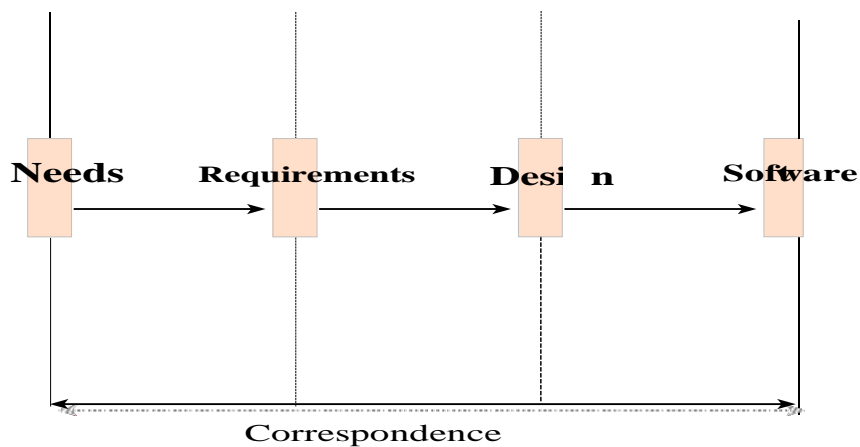 Needs
Requirements
Desi n
Software
Correspondence